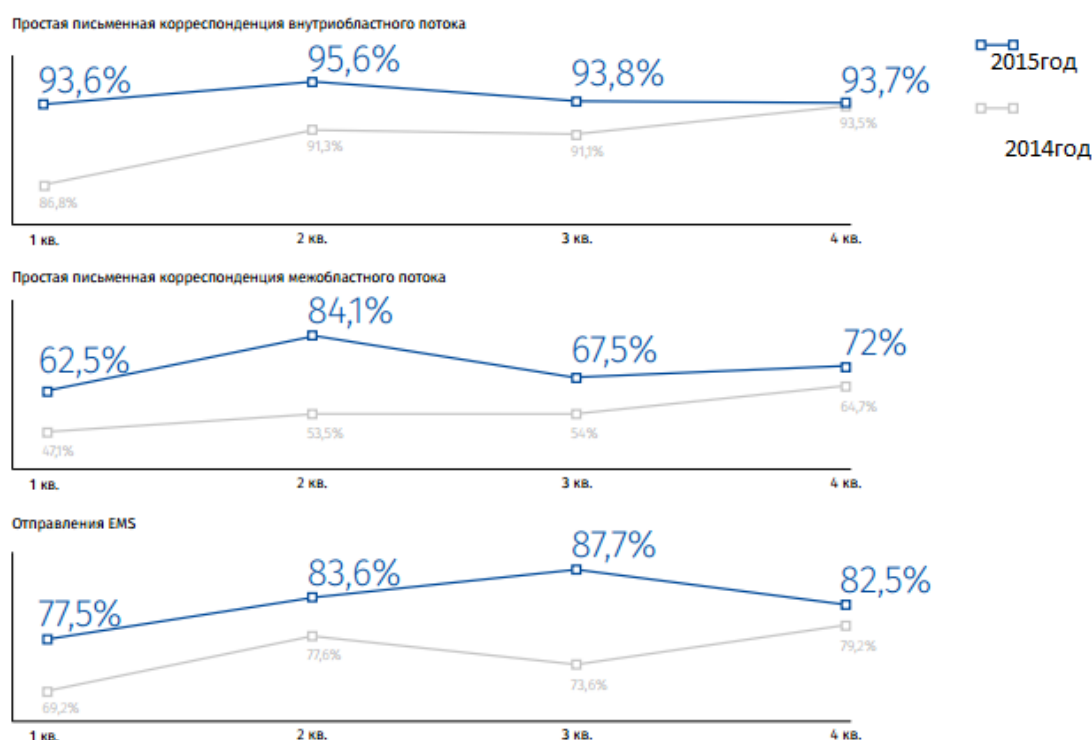 Простая письменная корреспонденция внутриобластного потока
2015год
2014год
93,6%
95,6%
93,8%
93,7%
86,8%
91,3%
91,1%
93,5%
1 кв.
2 кв.
3 кв.
4 кв.
Простая письменная корреспонденция межобластного потока
62,5%
84,1%
67,5%
72%
47,1%
53,5%
54%
64,7%
1 кв.
2 кв.
3 кв.
4 кв.
Отправления EMS
77,5%
83,6%
87,7%
82,5%
69,2%
77,6%
73,6%
79,2%
1 кв.
2 кв.
3 кв.
4 кв.